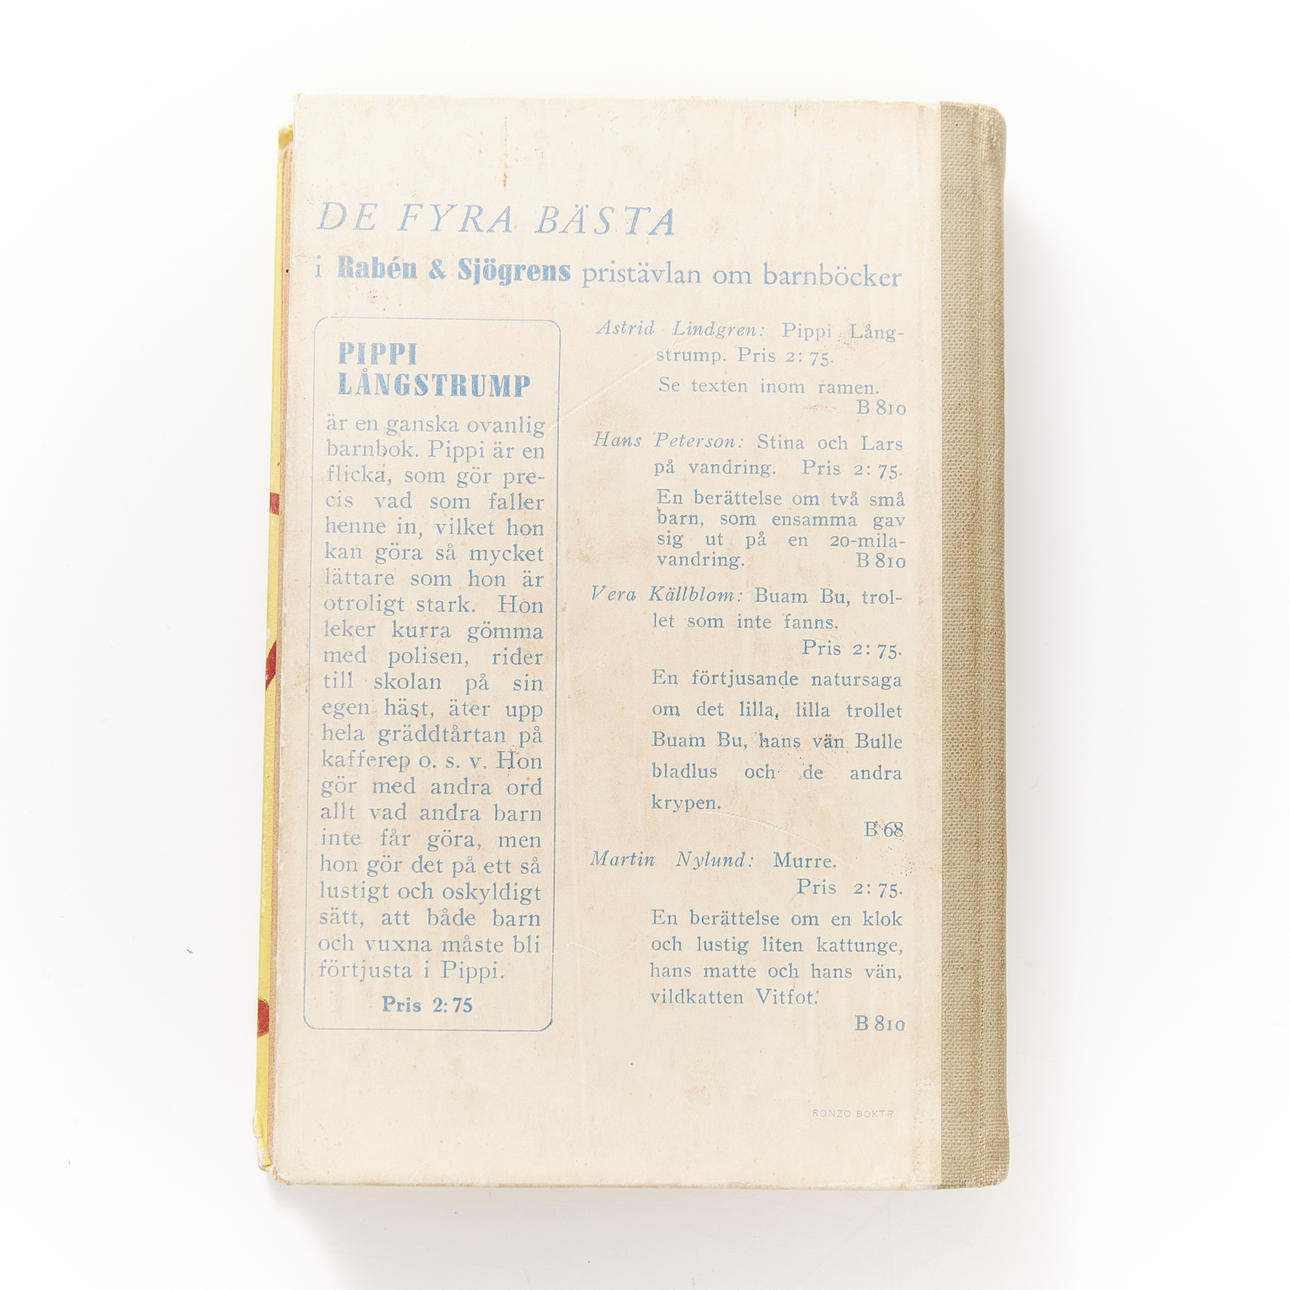 DE FYRA BÄSTA
i Rabén & Sjögrens pristävlan om barnböcker
PIPPI
LÅNGSTRUMP
är en ganska ovanlig
barnbok. Pippi är en
flicka, som gör pre-
cis vad som faller
henne in, vilket hon
kan göra så mycket
lättare som hon är
otroligt stark. Hon
leker kurra gömma
med polisen, rider
till skolan på sin
egen häst, äter upp
hela gräddtårtan på
kafferep o. s. v. Hon
gör med andra ord
allt vad andra barn
inte får göra, men
hon gör det på ett så
lustigt och oskyldigt
sätt, att både barn
och vuxna måste bli
förtjusta i Pippi.
Pris 2:75
Astrid Lindgren: Pippi Lång-
strump. Pris 2: 75.
Se texten inom ramen.
B 810
Hans Peterson: Stina och Lars
på vandring. Pris 2: 75.
En berättelse om två små
barn, som ensamma gav
sig ut på en 20-mila-
vandring. B 810
Vera Källblom: Buam Bu, trol-
let som inte fanns.
Pris 2: 75.
En förtjusande natursaga
om det lilla, lilla trollet
Buam Bu, hans vän Bulle
bladlus och de andra
krypen.
B 68
Martin Nylund: Murre.
Pris 2: 75.
En berättelse om en klok
och lustig liten kattunge,
hans matte och hans vän,
vildkatten Vitfot.
B 810
RONZO BOKTR